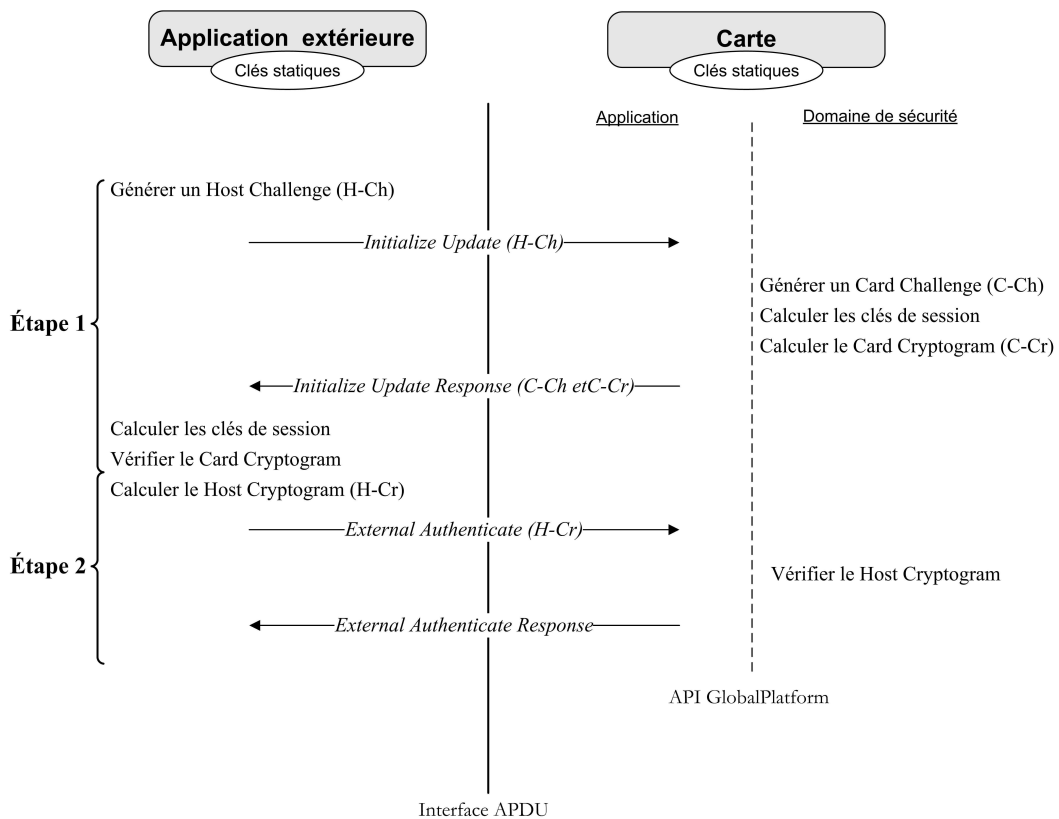 Application extérieure
Clés statiques
Carte
Clés statiques
Application
Domaine de sécurité
Générer un Host Challenge (H-Ch)
Initialize Update (H-Ch)
Générer un Card Challenge (C-Ch)
Calculer les clés de session
Calculer le Card Cryptogram (C-Cr)
Étape 1
Initialize Update Response (C-Ch etC-Cr)
Calculer les clés de session
Vérifier le Card Cryptogram
Calculer le Host Cryptogram (H-Cr)
External Authenticate (H-Cr)
Étape 2
Vérifier le Host Cryptogram
External Authenticate Response
API GlobalPlatform
Interface APDU